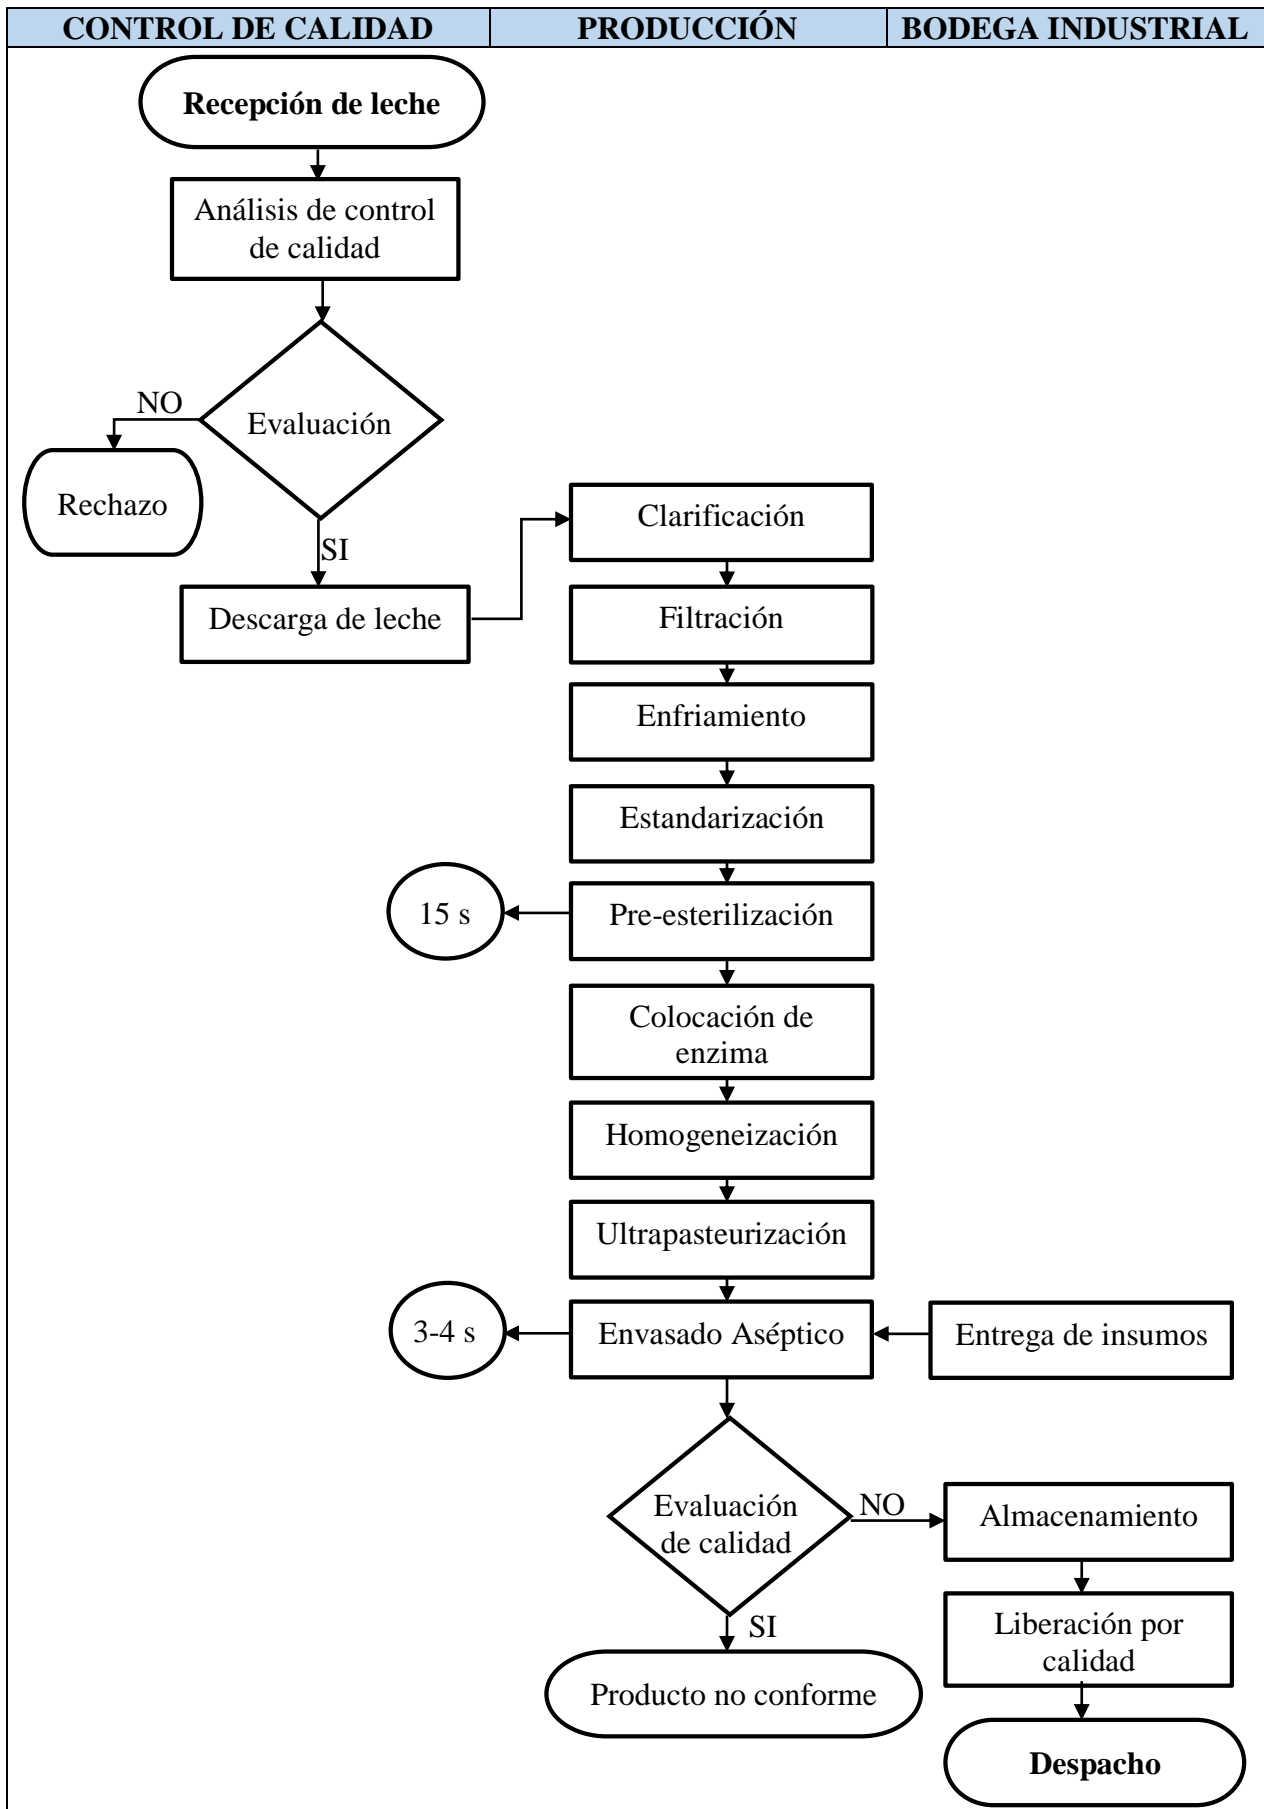 CONTROL DE CALIDAD
PRODUCCIÓN
BODEGA INDUSTRIAL
Recepción de leche
Análisis de control
de calidad
Evaluación
NO
Rechazo
SI
Descarga de leche
Clarificación
Filtración
Enfriamiento
Estandarización
Pre-esterilización
15 s
Colocación de
enzima
Homogeneización
Ultrapasteurización
Envasado Aséptico
3-4 s
Entrega de insumos
Evaluación
de calidad
NO
Almacenamiento
SI
Liberación por
calidad
Producto no conforme
Despacho